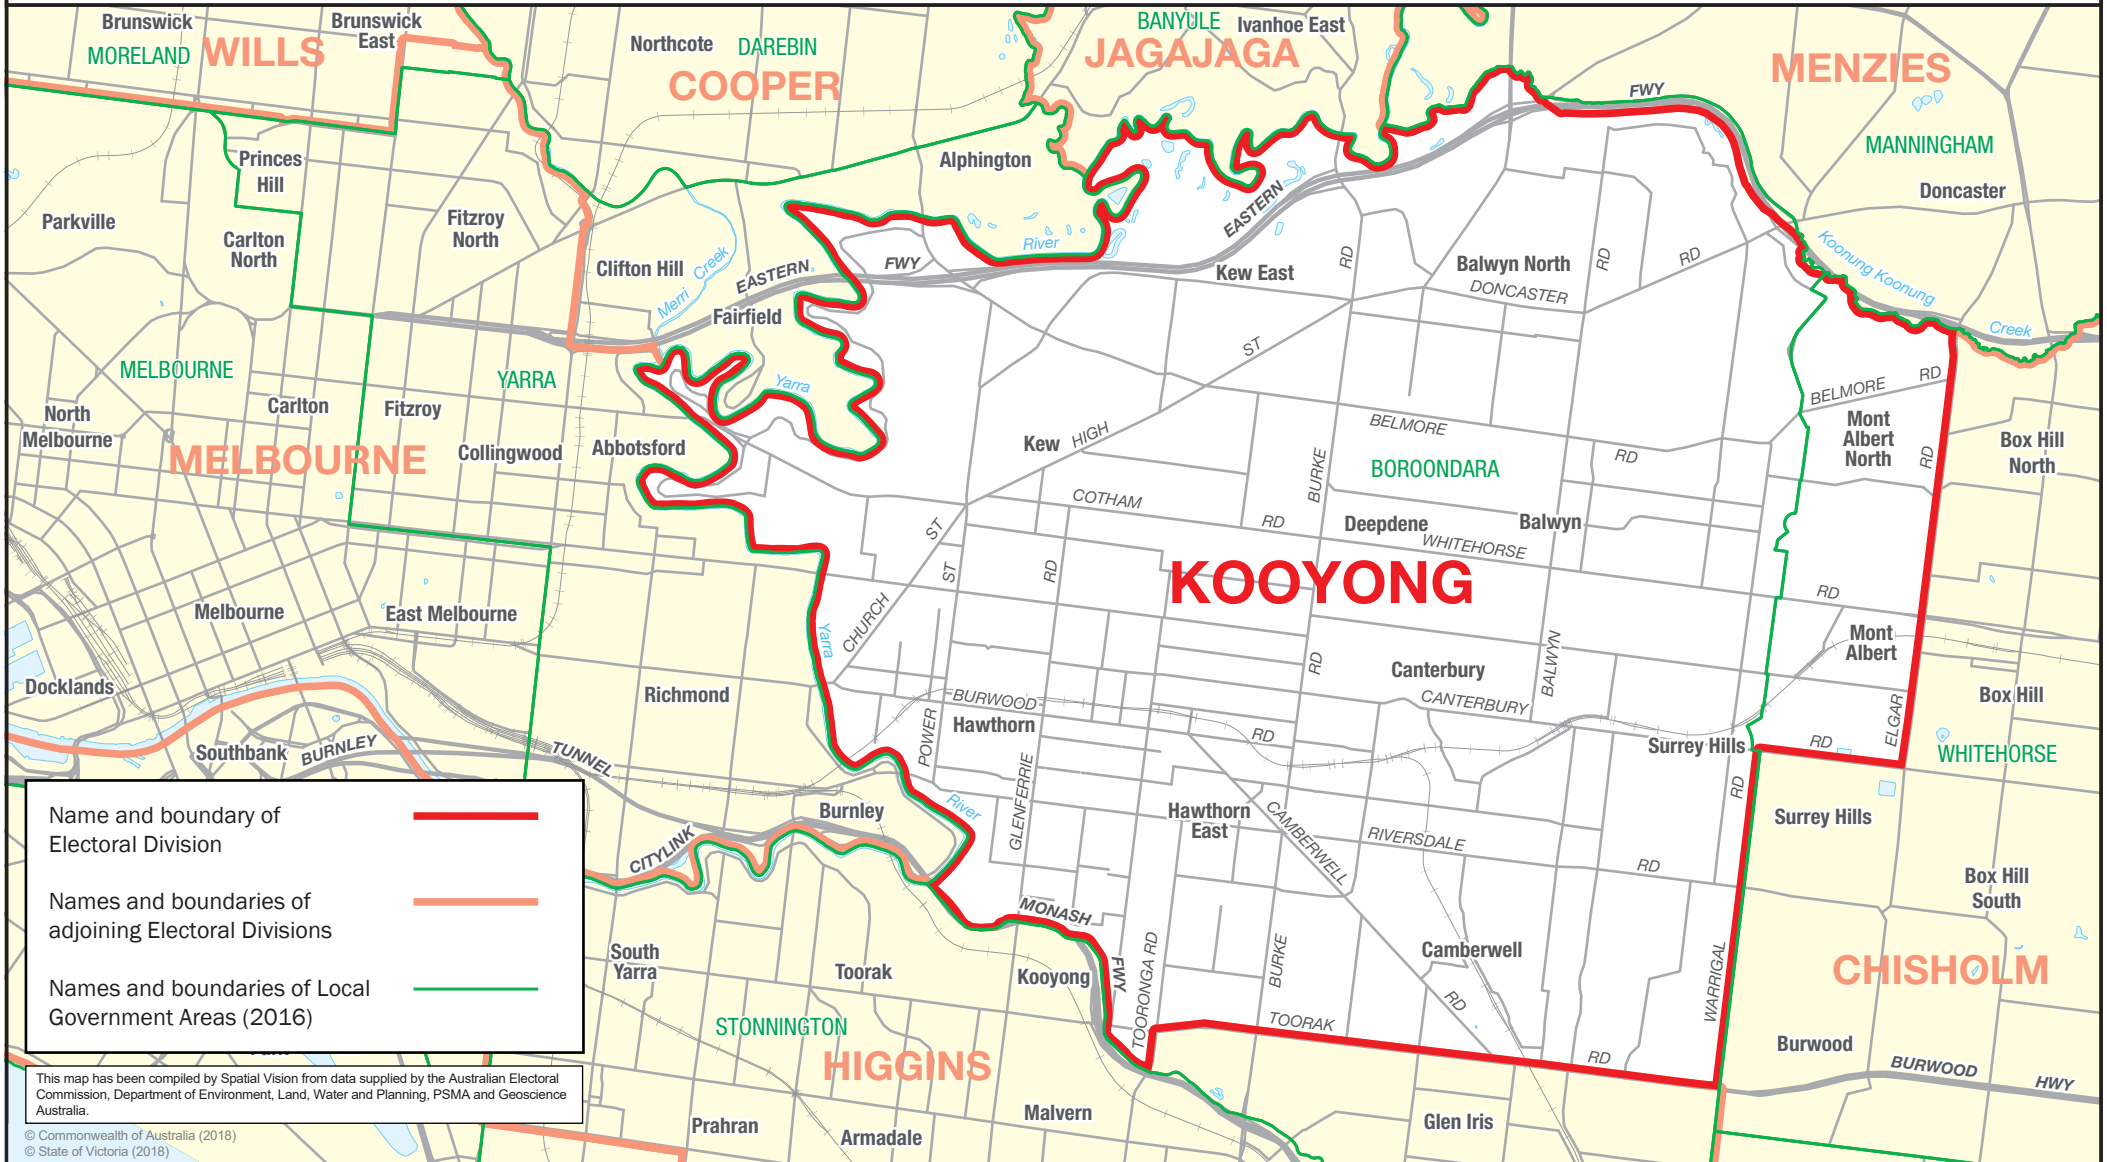 Brunswick
MORELAND
WILLS
Brunswick
East
Northcote
DAREBIN
COOPER
BANYULE
Ivanhoe East
JAGAJAGA
MENZIES
FWY
MANNINGHAM
Doncaster
Princes
Hill
Parkville
Carlton
North
Fitzroy
North
Alphington
Clifton Hill
Merri
Creek
EASTERN
FWY
River
EASTERN
Kew East
RD
Balwyn North
DONCASTER
RD
RD
Koonung Koonung
Creek
Fairfield
Yarra
ST
MELBOURNE
YARRA
North
Melbourne
Carlton
Fitzroy
MELBOURNE
Collingwood
Abbotsford
Kew
HIGH
BELMORE
RD
BELMORE
RD
Mont
Albert
North
RD
Box Hill
North
BURKE
BOROONDARA
COTHAM
RD
Deepdene
Balwyn
WHITEHORSE
ST
ST
RD
KOOYONG
RD
Melbourne
East Melbourne
Yarra
CHURCH
RD
Canterbury
CANTERBURY
BALWYN
Mont
Albert
Docklands
Richmond
BURWOOD
Hawthorn
POWER
RD
Surrey Hills
RD
ELGAR
Box Hill
WHITEHORSE
Southbank
BURNLEY
TUNNEL
River
Burnley
CITYLINK
GLENFERRIE
Hawthorn
East
CAMBERWELL
RIVERSDALE
RD
RD
Surrey Hills
Box Hill
South
Name and boundary of
Electoral Division
Names and boundaries of
adjoining Electoral Divisions
Names and boundaries of Local
Government Areas (2016)
South
Yarra
Toorak
MONASH
FWY
Kooyong
TOORONGA RD
BURKE
Camberwell
RD
WARRIGAL
CHISHOLM
STONNINGTON
HIGGINS
TOORAK
RD
Burwood
BURWOOD
HWY
Prahran
Armadale
Malvern
Glen Iris
This map has been compiled by Spatial Vision from data supplied by the Australian Electoral
Commission, Department of Environment, Land, Water and Planning, PSMA and Geoscience
Australia.
© Commonwealth of Australia (2018)
© State of Victoria (2018)